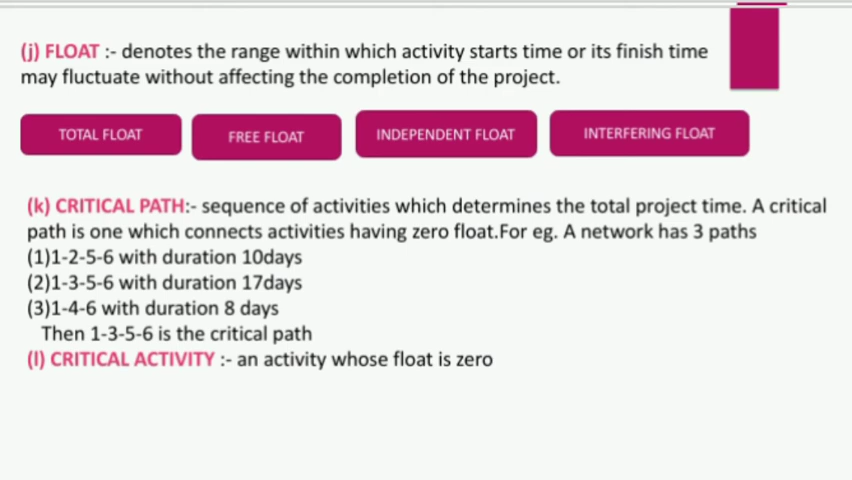 (j) FLOAT :- denotes the range within which activity starts time or its finish time
may fluctuate without affecting the completion of the project.
TOTAL FLOAT
FREE FLOAT
INDEPENDENT FLOAT
INTERFERING FLOAT
(k) CRITICAL PATH:- sequence of activities which determines the total project time. A critical
path is one which connects activities having zero float.For eg. A network has 3 paths
(1)1-2-5-6 with duration 10days
(2)1-3-5-6 with duration 17days
(3)1-4-6 with duration 8 days
Then 1-3-5-6 is the critical path
(l) CRITICAL ACTIVITY :- an activity whose float is zero